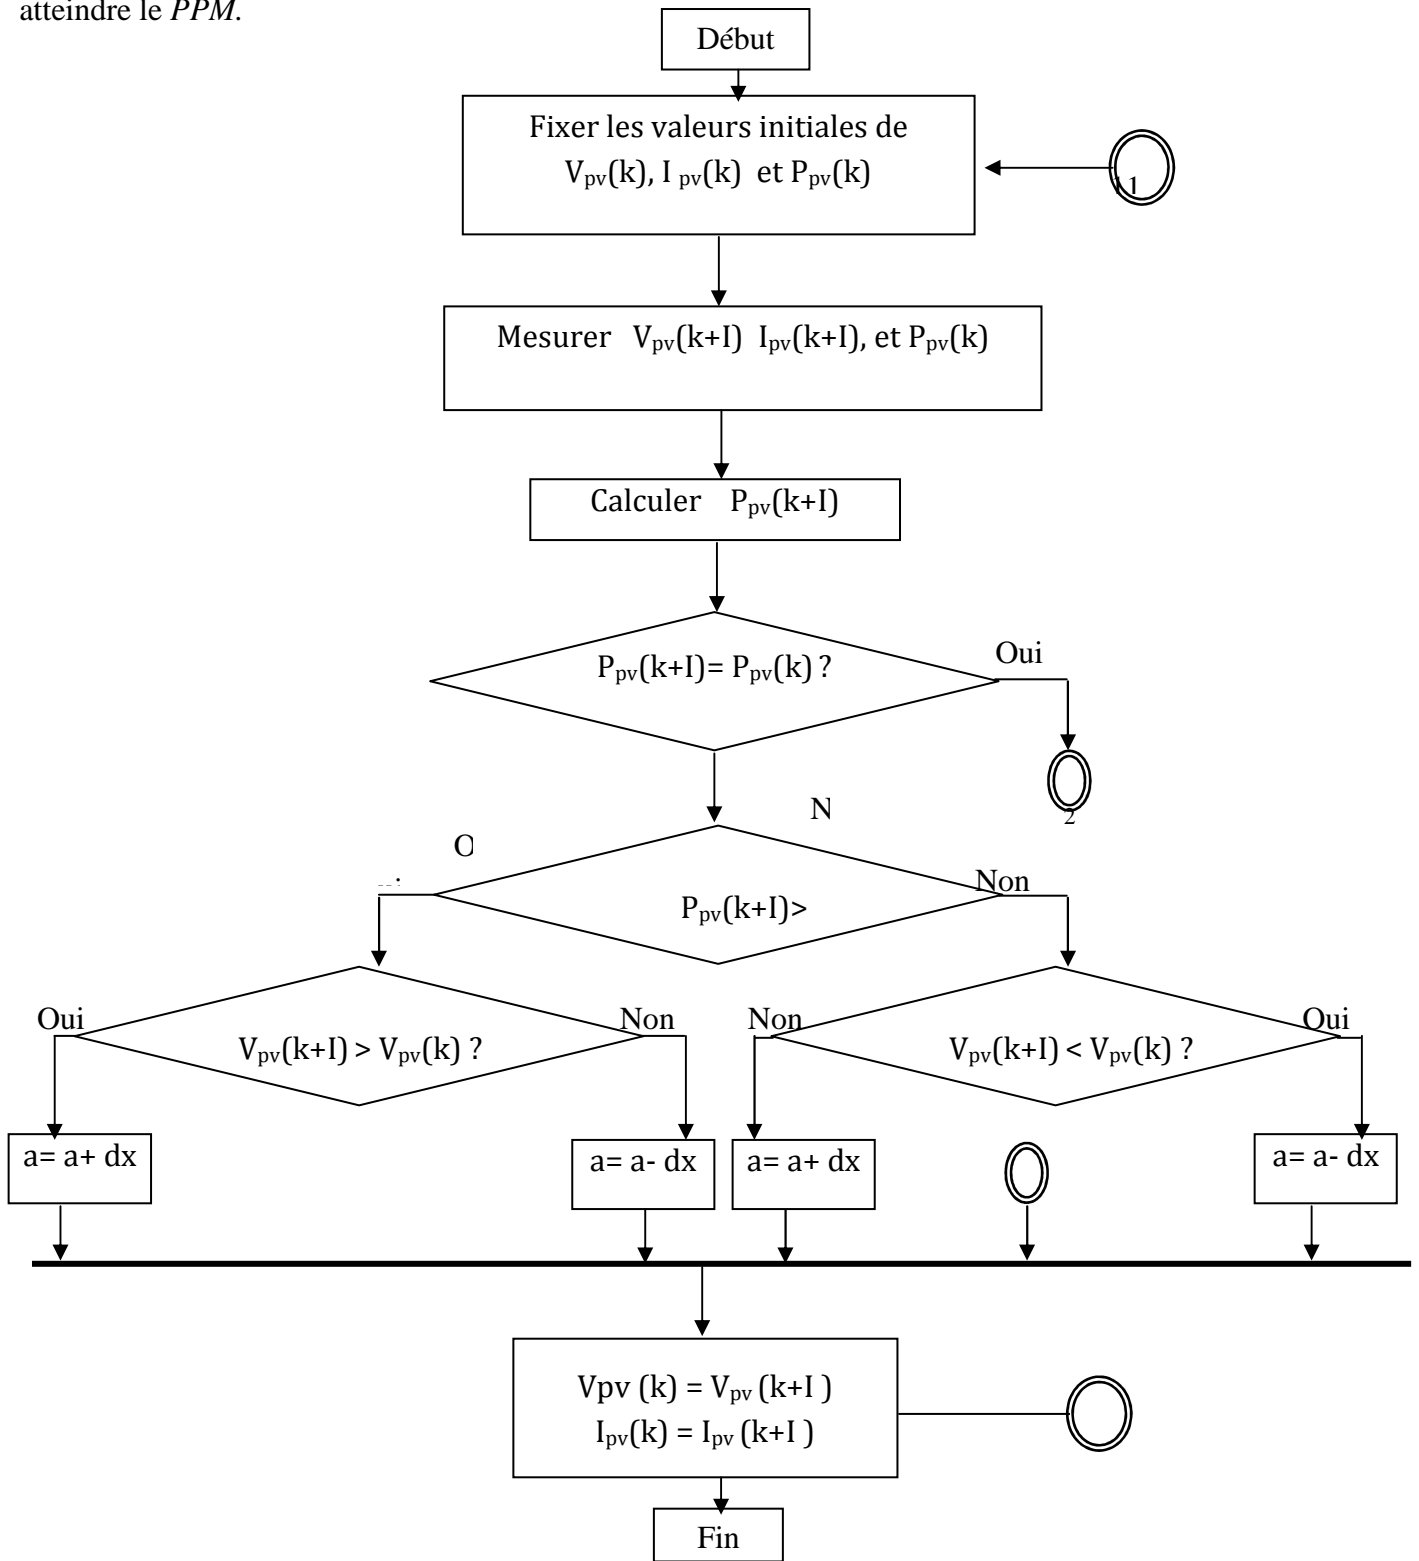 atteindre le PPM.
Début
Fixer les valeurs initiales de
Vpv(k), I pv(k) et Ppv(k)
Mesurer Vpv(k+I) Ipv(k+I), et Ppv(k)
Calculer Ppv(k+I)
Ppv(k+I)= Ppv(k) ?
Oui
2
N
O
Non
Ppv(k+I)>
Oui
Vpv(k+I) > Vpv(k) ?
Non
Non
Vpv(k+I) < Vpv(k) ?
Oui
a= a+ dx
a= a- dx
a= a+ dx
a= a- dx
Vpv (k) = Vpv (k+I )
Ipv(k) = Ipv (k+I )
Fin